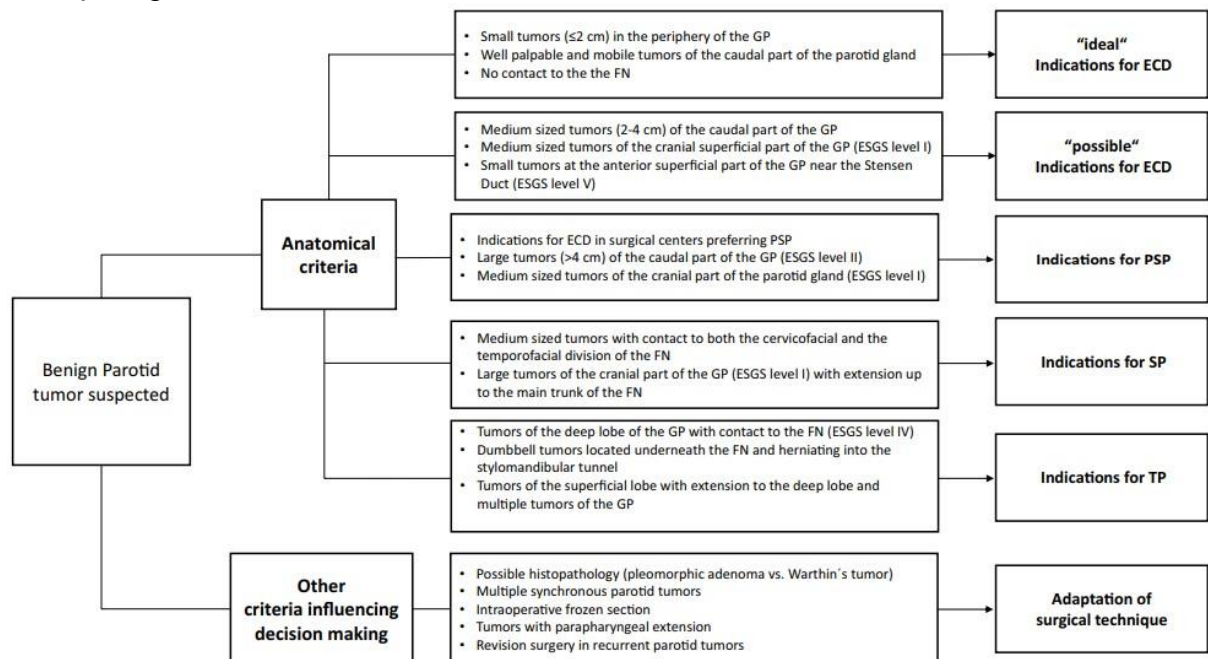 Benign Parotid
tumor suspected
Anatomical
criteria
• Small tumors (≤2 cm) in the periphery of the GP
• Well palpable and mobile tumors of the caudal part of the parotid gland
• No contact to the the FN
“ideal“
Indications for ECD
• Medium sized tumors (2-4 cm) of the caudal part of the GP
• Medium sized tumors of the cranial superficial part of the GP (ESGS level I)
• Small tumors at the anterior superficial part of the GP near the Stensen
Duct (ESGS level V)
“possible“
Indications for ECD
• Indications for ECD in surgical centers preferring PSP
• Large tumors (>4 cm) of the caudal part of the GP (ESGS level II)
• Medium sized tumors of the cranial part of the parotid gland (ESGS level I)
Indications for PSP
• Medium sized tumors with contact to both the cervicofacial and the
temporofacial division of the FN
• Large tumors of the cranial part of the GP (ESGS level I) with extension up
to the main trunk of the FN
Indications for SP
• Tumors of the deep lobe of the GP with contact to the FN (ESGS level IV)
• Dumbbell tumors located underneath the FN and herniating into the
stylomandibular tunnel
• Tumors of the superficial lobe with extension to the deep lobe and
multiple tumors of the GP
Indications for TP
Other
criteria influencing
decision making
• Possible histopathology (pleomorphic adenoma vs. Warthin´s tumor)
• Multiple synchronous parotid tumors
• Intraoperative frozen section
• Tumors with parapharyngeal extension
• Revision surgery in recurrent parotid tumors
Adaptation of
surgical technique